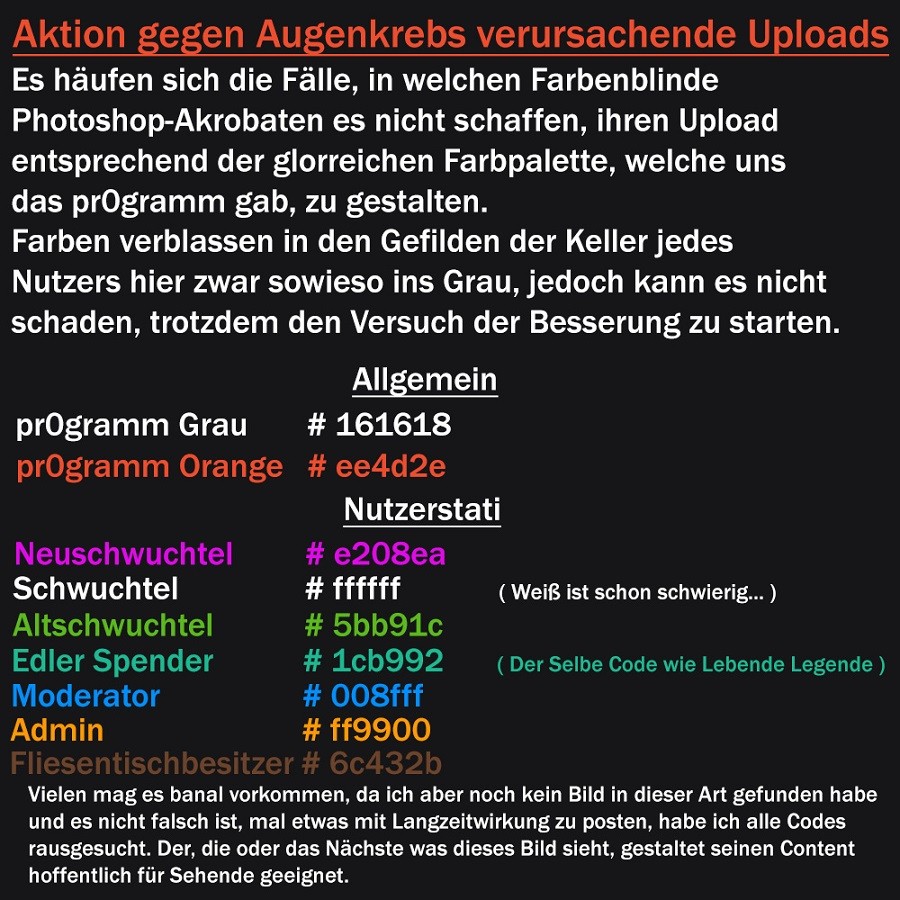 Aktion gegen Augenkrebs verursachende Uploads
Es häufen sich die Fälle, in welchen Farbenblinde
Photoshop-Akrobaten es nicht schaffen, ihren Upload
entsprechend der glorreichen Farbpalette, welche uns
das pr0gramm gab, zu gestalten.
Farben verblassen in den Gefilden der Keller jedes
Nutzers hier zwar sowieso ins Grau, jedoch kann es nicht
schaden, trotzdem den Versuch der Besserung zu starten.
Allgemein
pr0gramm Grau # 161618
pr0gramm Orange # ee4d2e
Nutzerstati
Neuschwuchtel # e208ea
Schwuchtel # ffffff ( Weiß ist schon schwierig... )
Altschwuchtel # 5bb91c
Edler Spender # 1cb992 ( Der Selbe Code wie Lebende Legende )
Moderator # 008fff
Admin # ff9900
Fliesentischbesitzer # 6c432b
Vielen mag es banal vorkommen, da ich aber noch kein Bild in dieser Art gefunden habe
und es nicht falsch ist, mal etwas mit Langzeitwirkung zu posten, habe ich alle Codes
rausgesucht. Der, die oder das Nächste was dieses Bild sieht, gestaltet seinen Content
hoffentlich für Sehende geeignet.